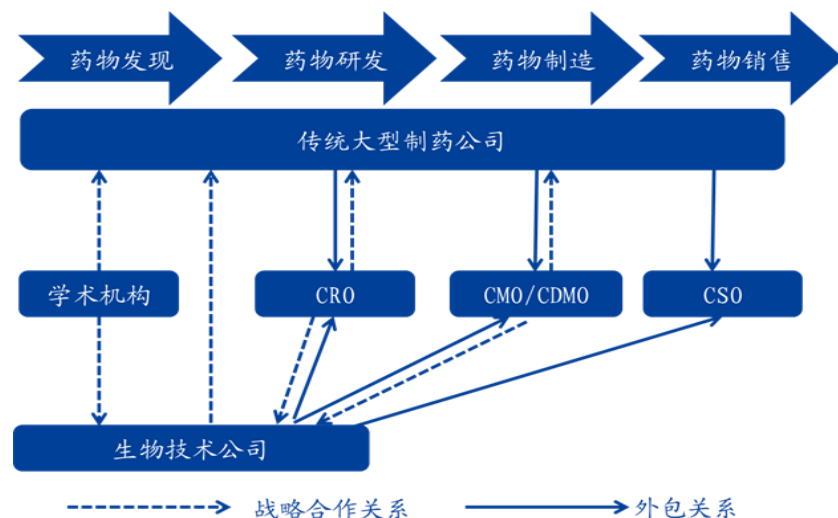 药物发现
药物研发
药物制造
药物销售
传统大型制药公司
学术机构
CRO
CMO/CDMO
CSO
生物技术公司
战略合作关系
外包关系